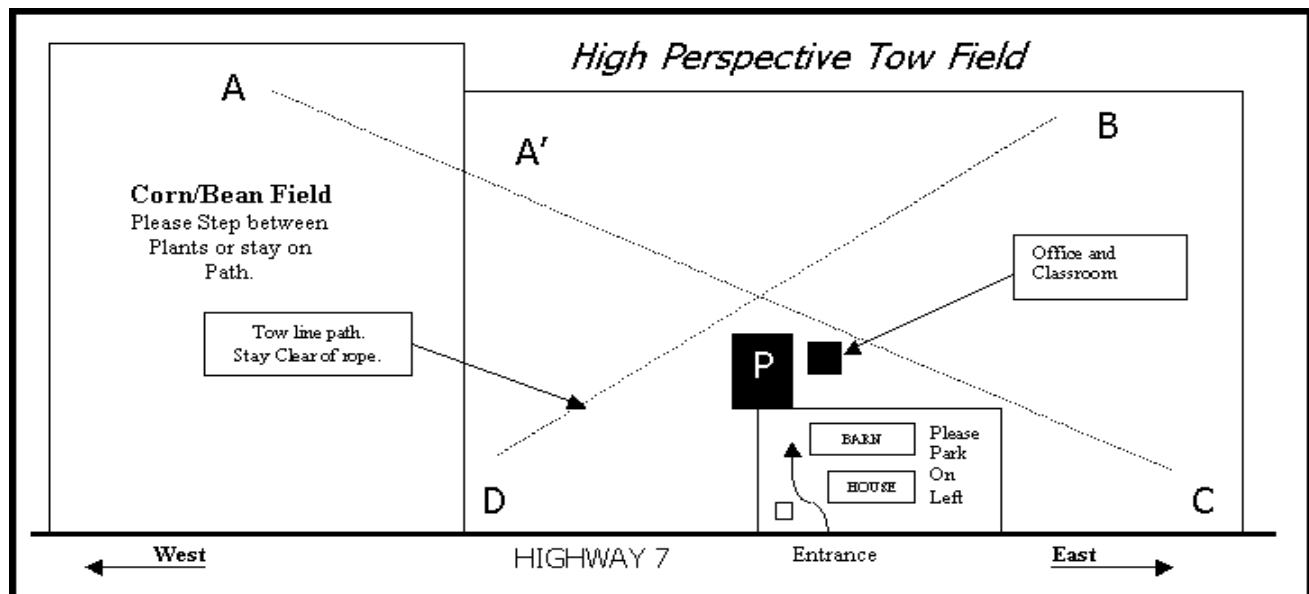 High Perspective Tow Field
A
A'
B
Corn/Bean Field
Please Step between
Plants or stay on
Path.
Office and
Classroom
Tow line path.
Stay Clear of rope.
P
BARN
HOUSE
Please
Park
On
Left
D
C
West
HIGHWAY 7
Entrance
East